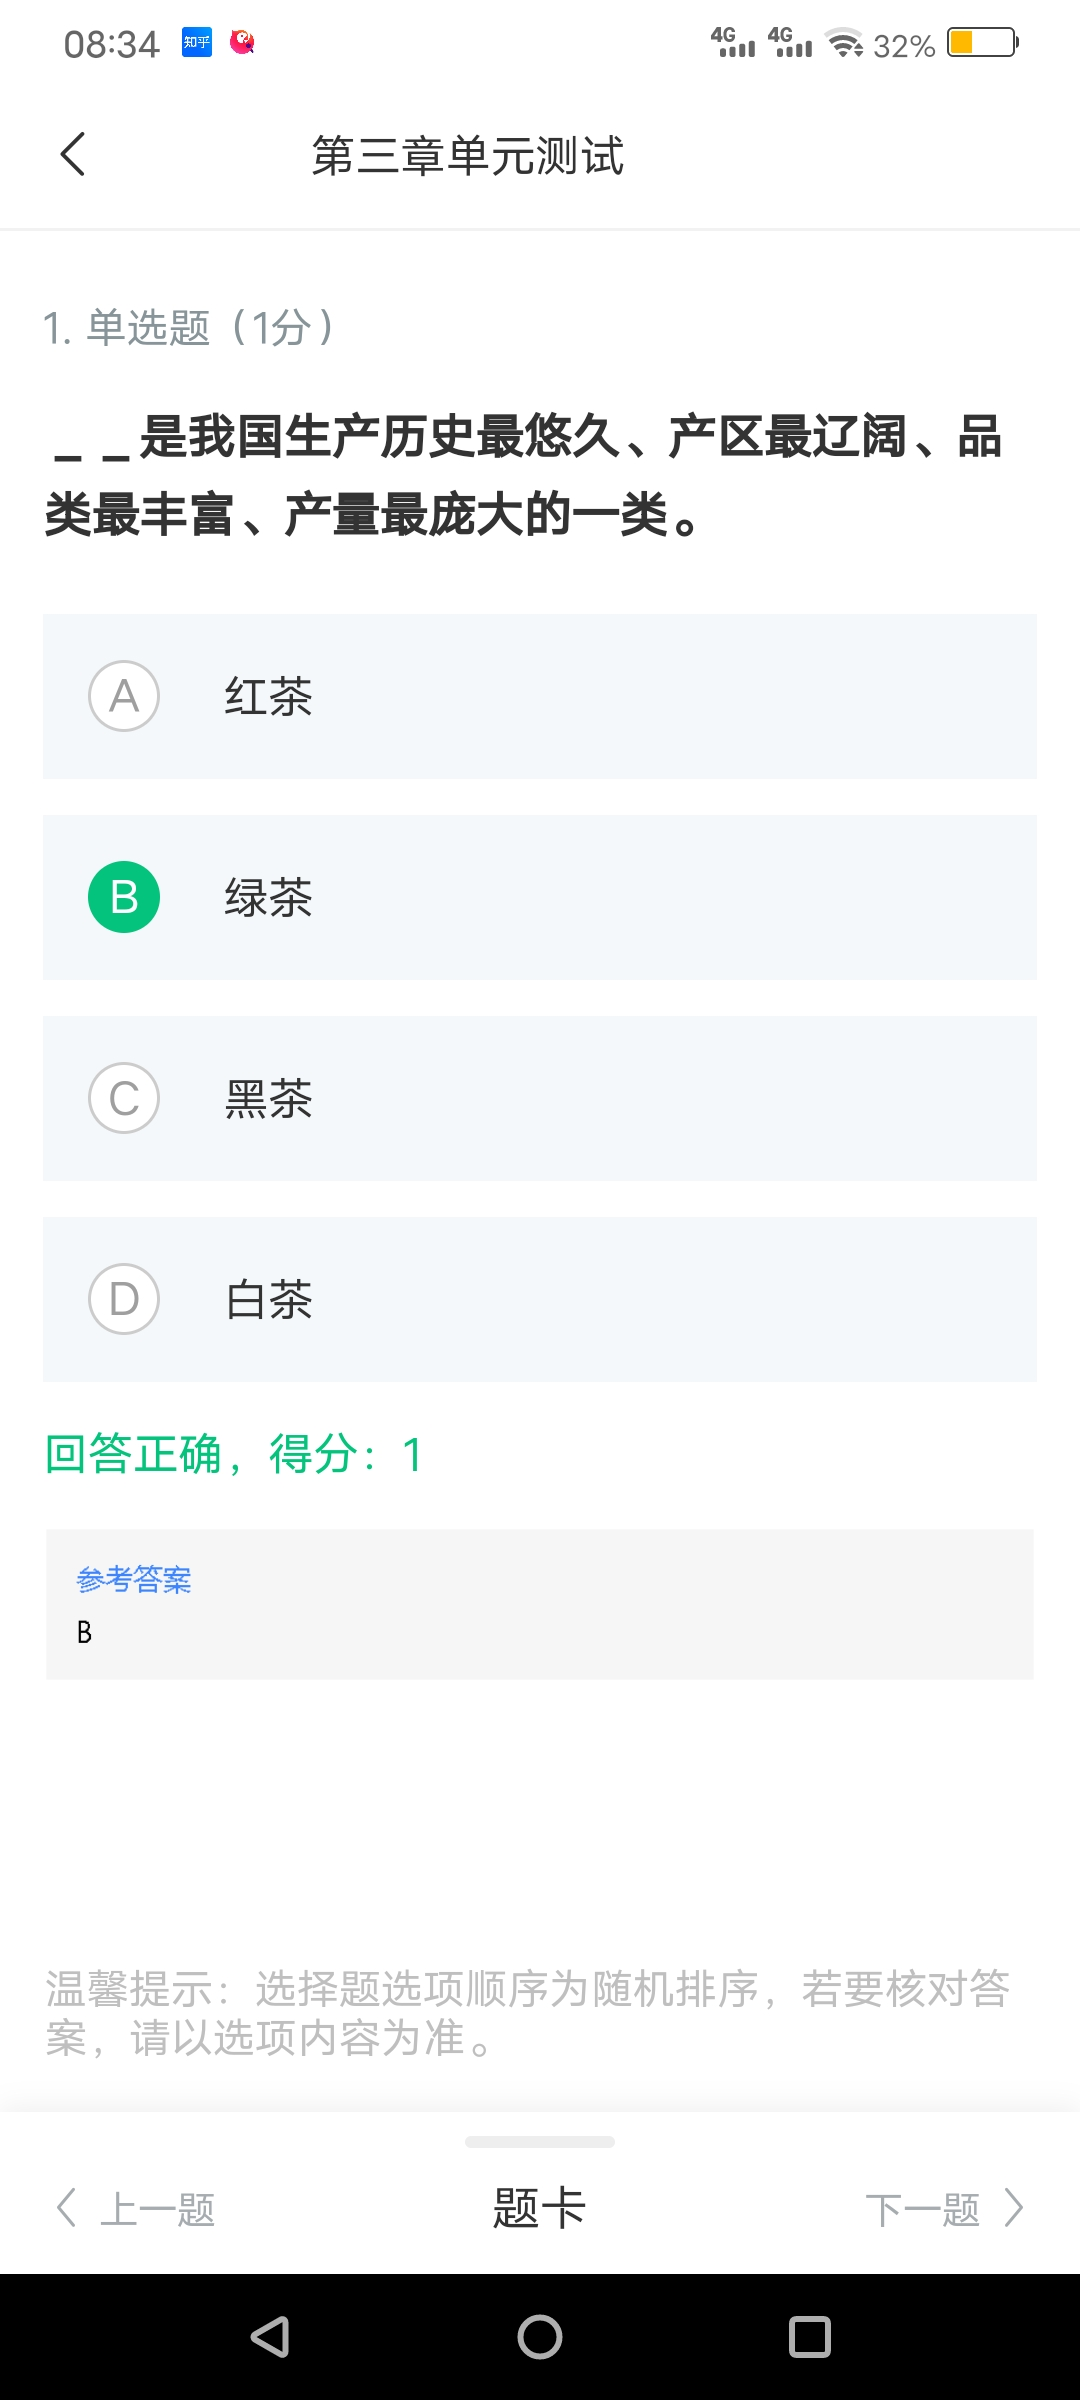 08:34 知乎 4G 4G 32%
第三章单元测试
1. 单选题（1分）
＿＿是我国生产历史最悠久、产区最辽阔、品
类最丰富、产量最庞大的一类。
A 红茶
B 绿茶
C 黑茶
D 白茶
回答正确，得分：1
参考答案
B
温馨提示：选择题选项顺序为随机排序，若要核对答
案，请以选项内容为准。
上一题 题卡 下一题